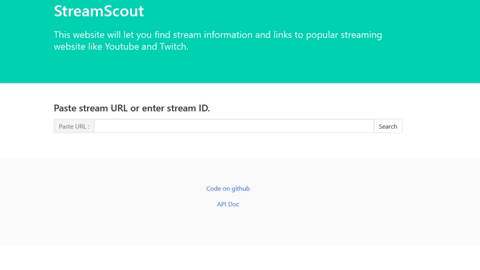 StreamScout
This website will let you find stream information and links to popular streaming
website like Youtube and Twitch.
Paste stream URL or enter stream ID.
Paste URL :
Search
Code on github
API Doc